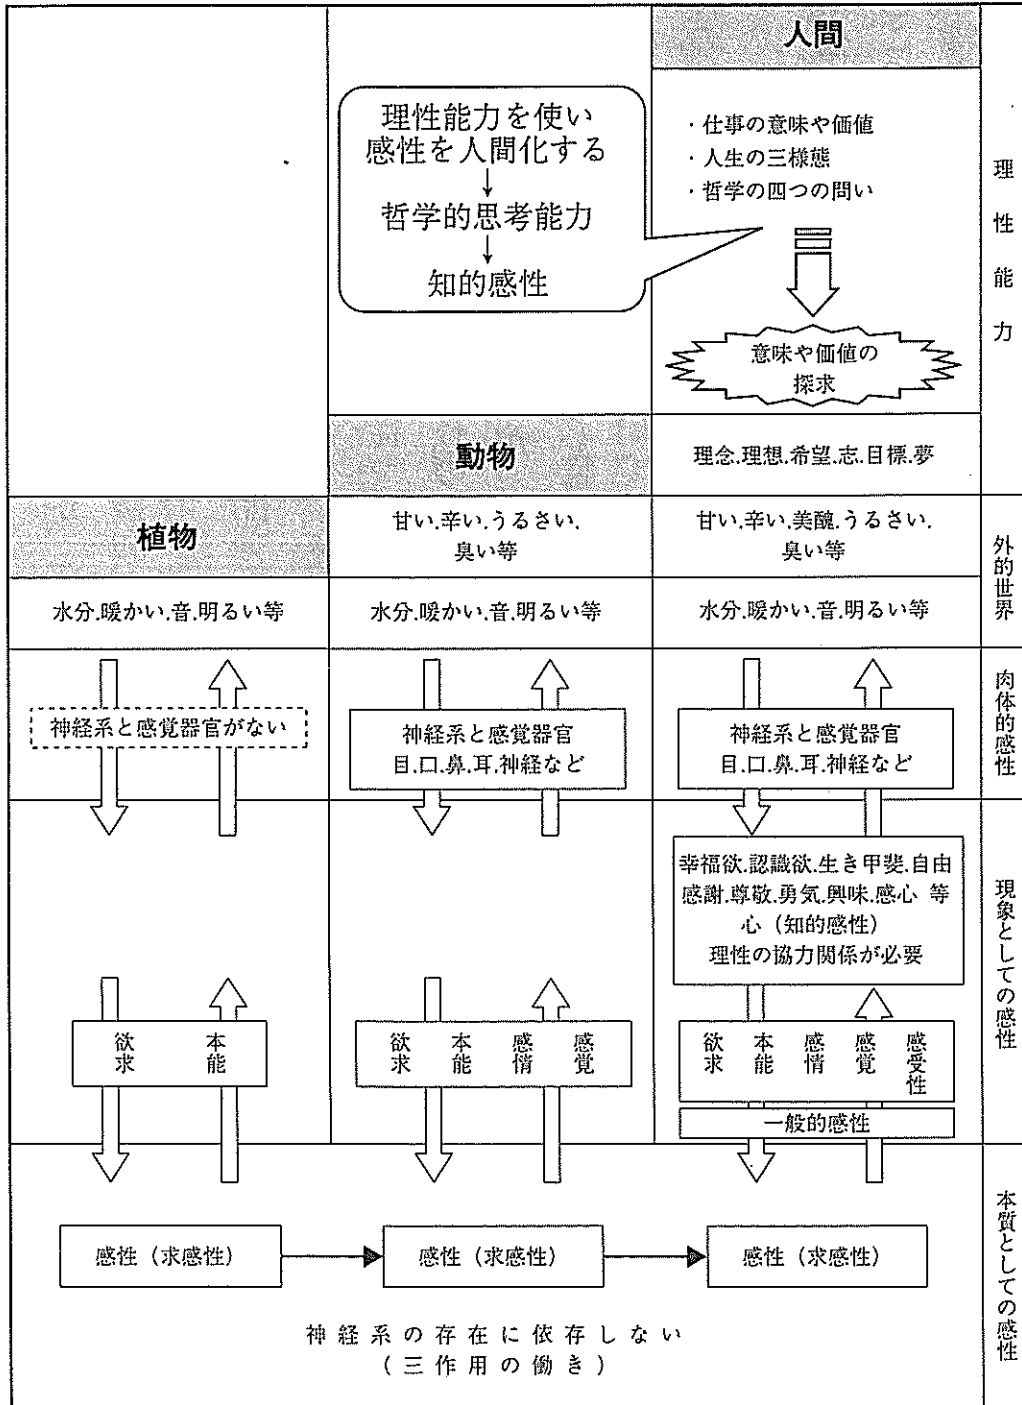 人間
理性能力を使い
感性を人間化する
↓
哲学的思考能力
↓
知的感性
・仕事の意味や価値
・人生の三様態
・哲学の四つの問い
意味や価値の
探求
理性能力
動物
理念.理想.希望.志.目標.夢
植物
甘い.辛い.うるさい.
臭い等
甘い.辛い.美醜.うるさい.
臭い等
水分.暖かい.音.明るい等
水分.暖かい.音.明るい等
水分.暖かい.音.明るい等
外的世界
神経系と感覚器官がない
神経系と感覚器官
目.口.鼻.耳.神経など
神経系と感覚器官
目.口.鼻.耳.神経など
肉体的感性
幸福欲.認識欲.生き甲斐.自由
感謝.尊敬.勇気.興味.感心 等
心（知的感性）
理性の協力関係が必要
欲求 本能
欲求 本能 感情 感覚
欲求 本能 感情 感覚 感受性
一般的感性
現象としての感性
感性（求感性）
感性（求感性）
感性（求感性）
神経系の存在に依存しない
（三作用の働き）
本質としての感性